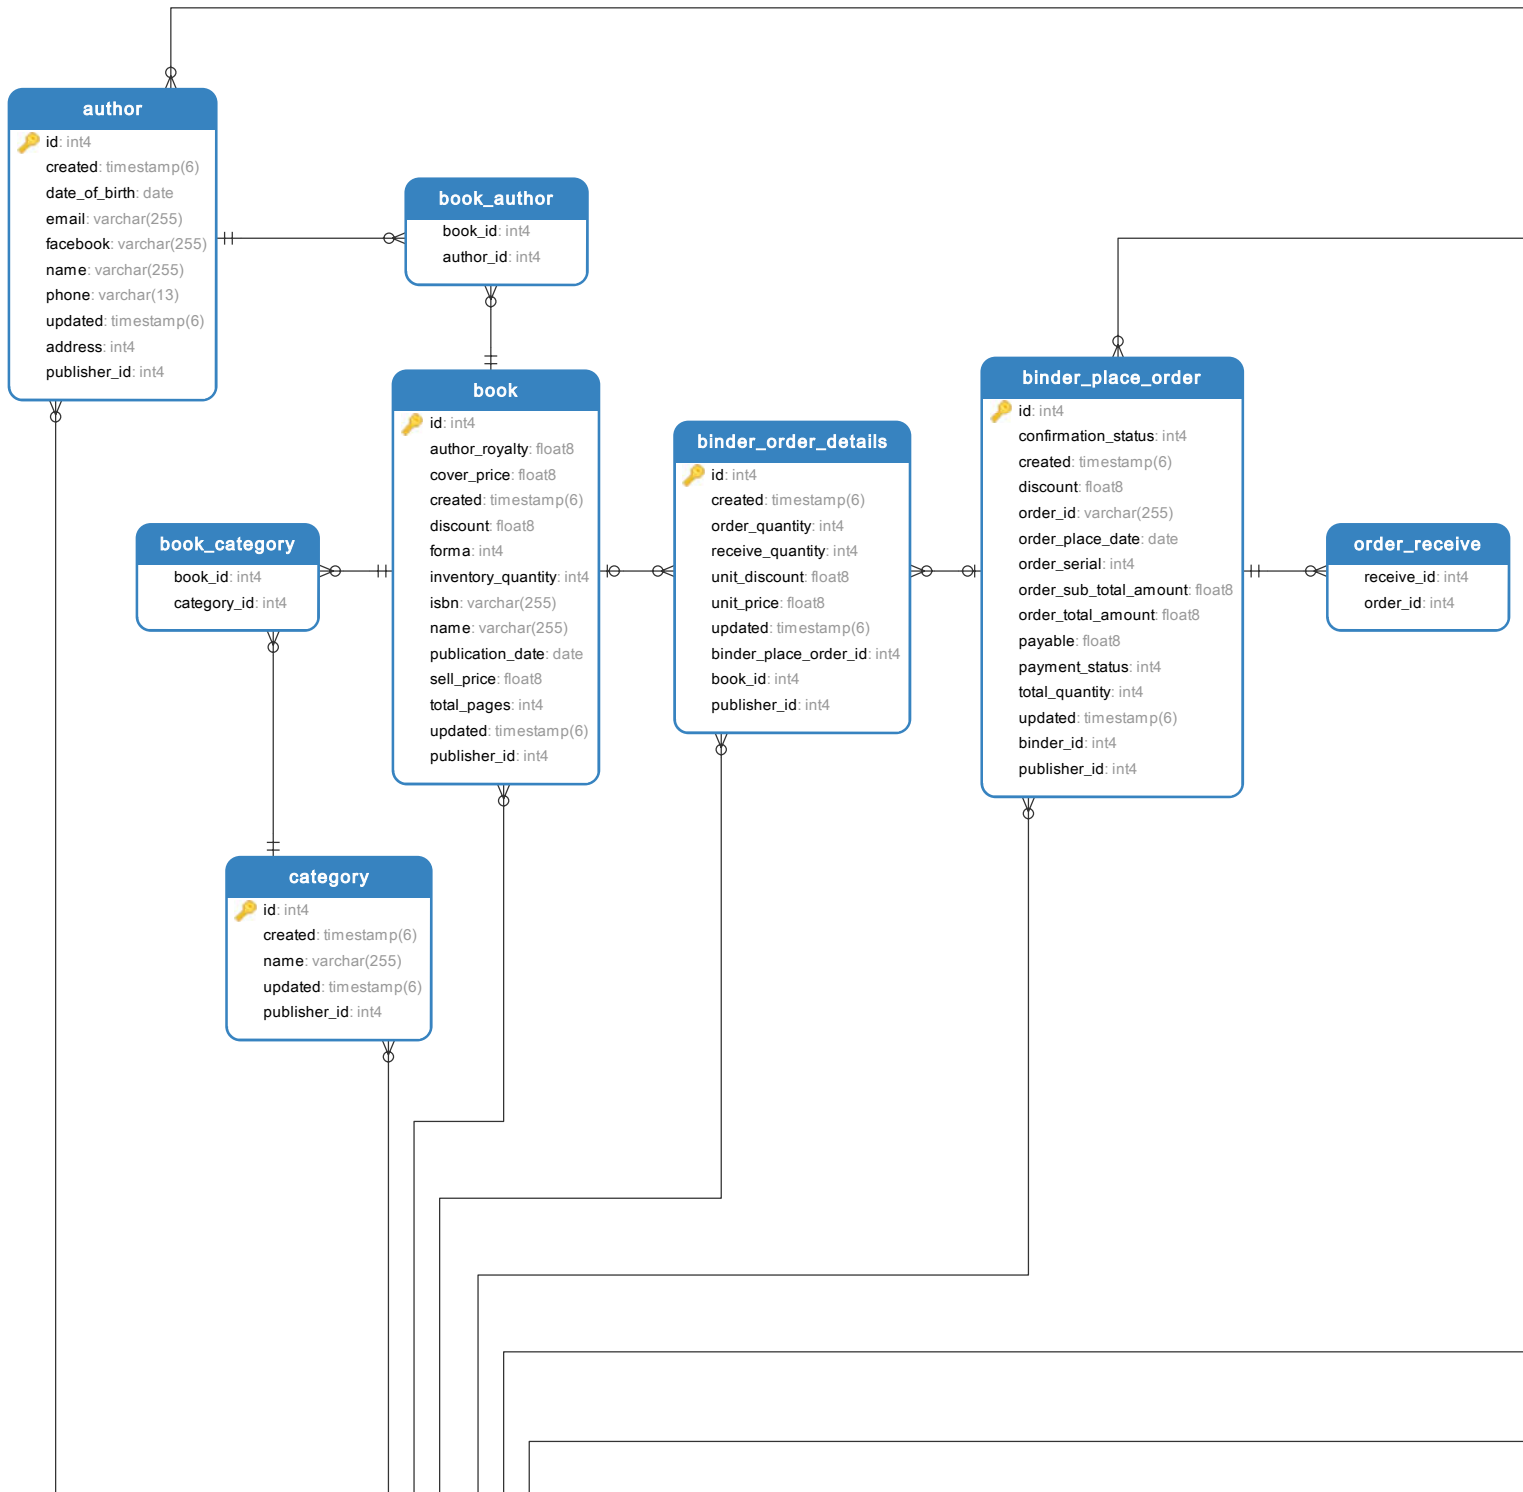 author
id: int4
created: timestamp(6)
date_of_birth: date
email: varchar(255)
facebook: varchar(255)
name: varchar(255)
phone: varchar(13)
updated: timestamp(6)
address: int4
publisher_id: int4
book_author
book_id: int4
author_id: int4
book
id: int4
author_royalty: float8
cover_price: float8
created: timestamp(6)
discount: float8
forma: int4
inventory_quantity: int4
isbn: varchar(255)
name: varchar(255)
publication_date: date
sell_price: float8
total_pages: int4
updated: timestamp(6)
publisher_id: int4
binder_order_details
id: int4
created: timestamp(6)
order_quantity: int4
receive_quantity: int4
unit_discount: float8
unit_price: float8
updated: timestamp(6)
binder_place_order_id: int4
book_id: int4
publisher_id: int4
binder_place_order
id: int4
confirmation_status: int4
created: timestamp(6)
discount: float8
order_id: varchar(255)
order_place_date: date
order_serial: int4
order_sub_total_amount: float8
order_total_amount: float8
payable: float8
payment_status: int4
total_quantity: int4
updated: timestamp(6)
binder_id: int4
publisher_id: int4
order_receive
receive_id: int4
order_id: int4
book_category
book_id: int4
category_id: int4
category
id: int4
created: timestamp(6)
name: varchar(255)
updated: timestamp(6)
publisher_id: int4